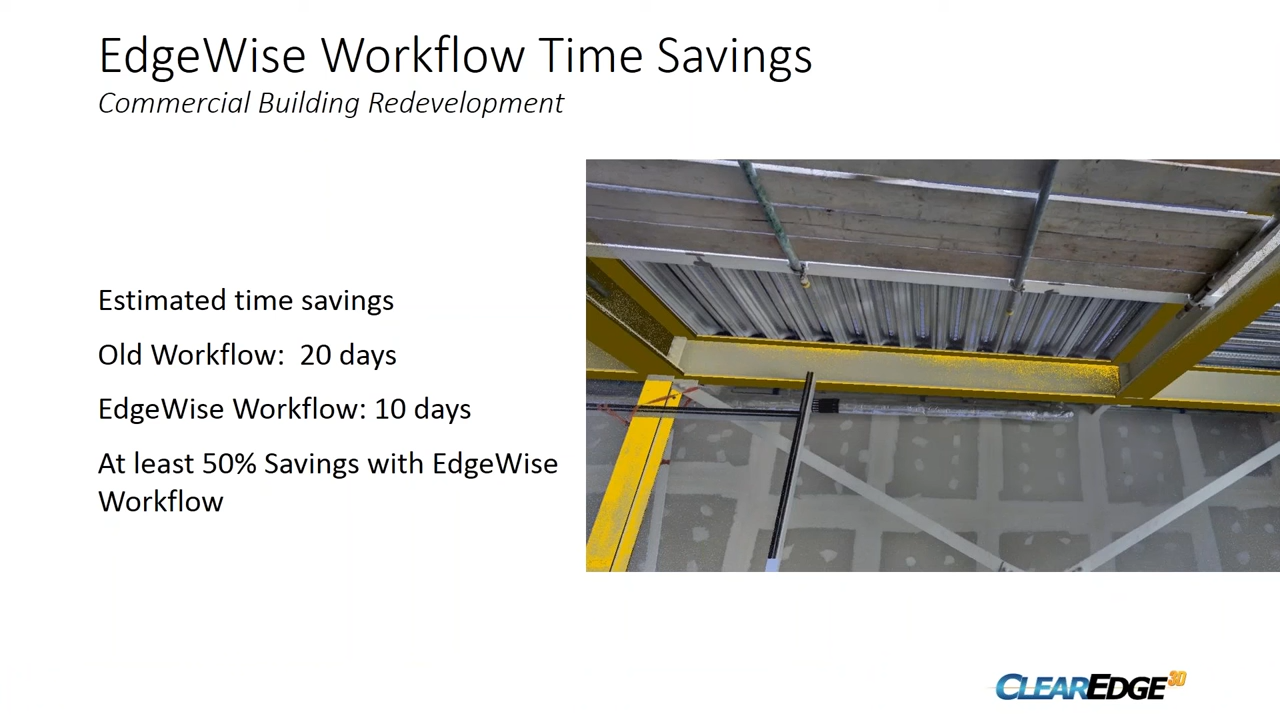 EdgeWise Workflow Time Savings
Commercial Building Redevelopment
Estimated time savings
Old Workflow:  20 days
EdgeWise Workflow: 10 days
At least 50% Savings with EdgeWise
Workflow
CLEAREDGE3D